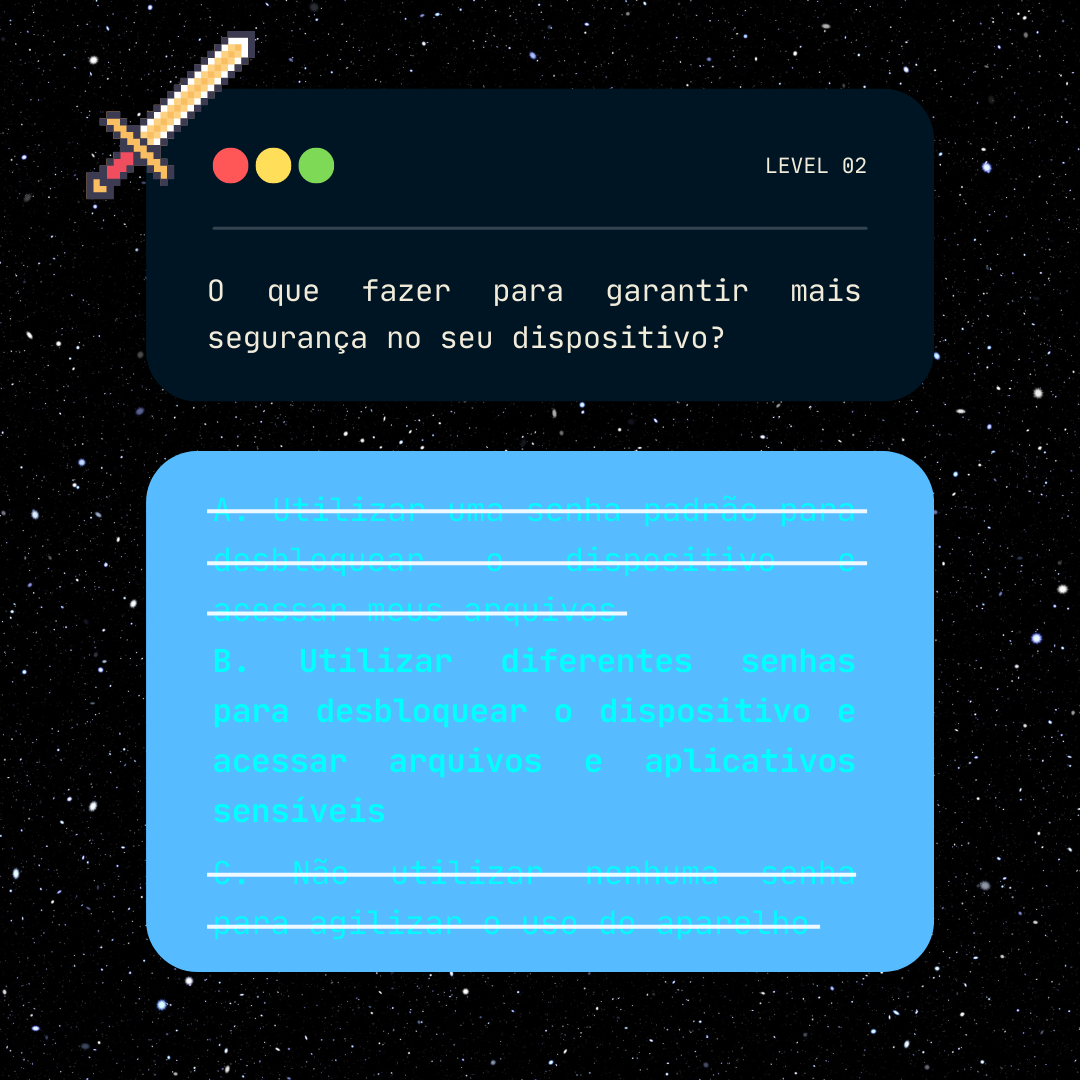 LEVEL 02
O que fazer para garantir mais
segurança no seu dispositivo?
A. Utilizar uma senha padrão para
desbloquear o dispositivo e
acessar meus arquivos
B. Utilizar diferentes senhas
para desbloquear o dispositivo e
acessar arquivos e aplicativos
sensíveis
C. Não utilizar nenhuma senha
para agilizar o uso do aparelho